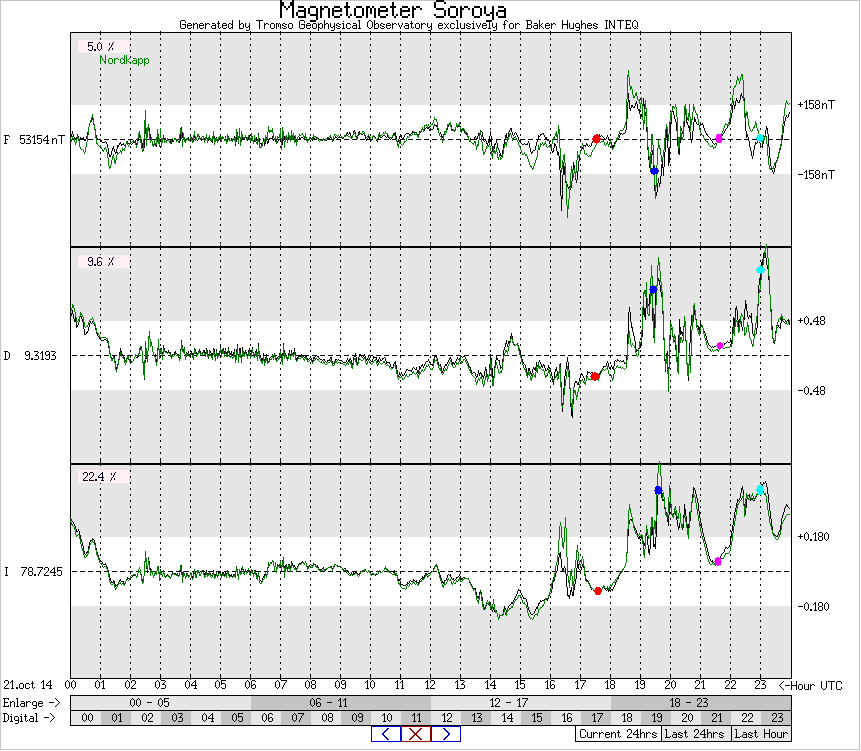 Magnetometer Soroya
Generated by Tromso Geophysical Observatory exclusively for Baker Hughes INTEQ
5.0 %
Nordkapp
+158nT
F 53154nT
-158nT
9.6 %
+0.48
D 9.3193
-0.48
22.4 %
+0.180
I 78.7245
-0.180
21.oct 14 00 01 02 03 04 05 06 07 08 09 10 11 12 13 14 15 16 17 18 19 20 21 22 23 <-Hour UTC
Enlarge -> 00 - 05 06 - 11 12 - 17 18 - 23
Digital -> 00 01 02 03 04 05 06 07 08 09 10 11 12 13 14 15 16 17 18 19 20 21 22 23
< X > Current 24hrs Last 24hrs Last Hour